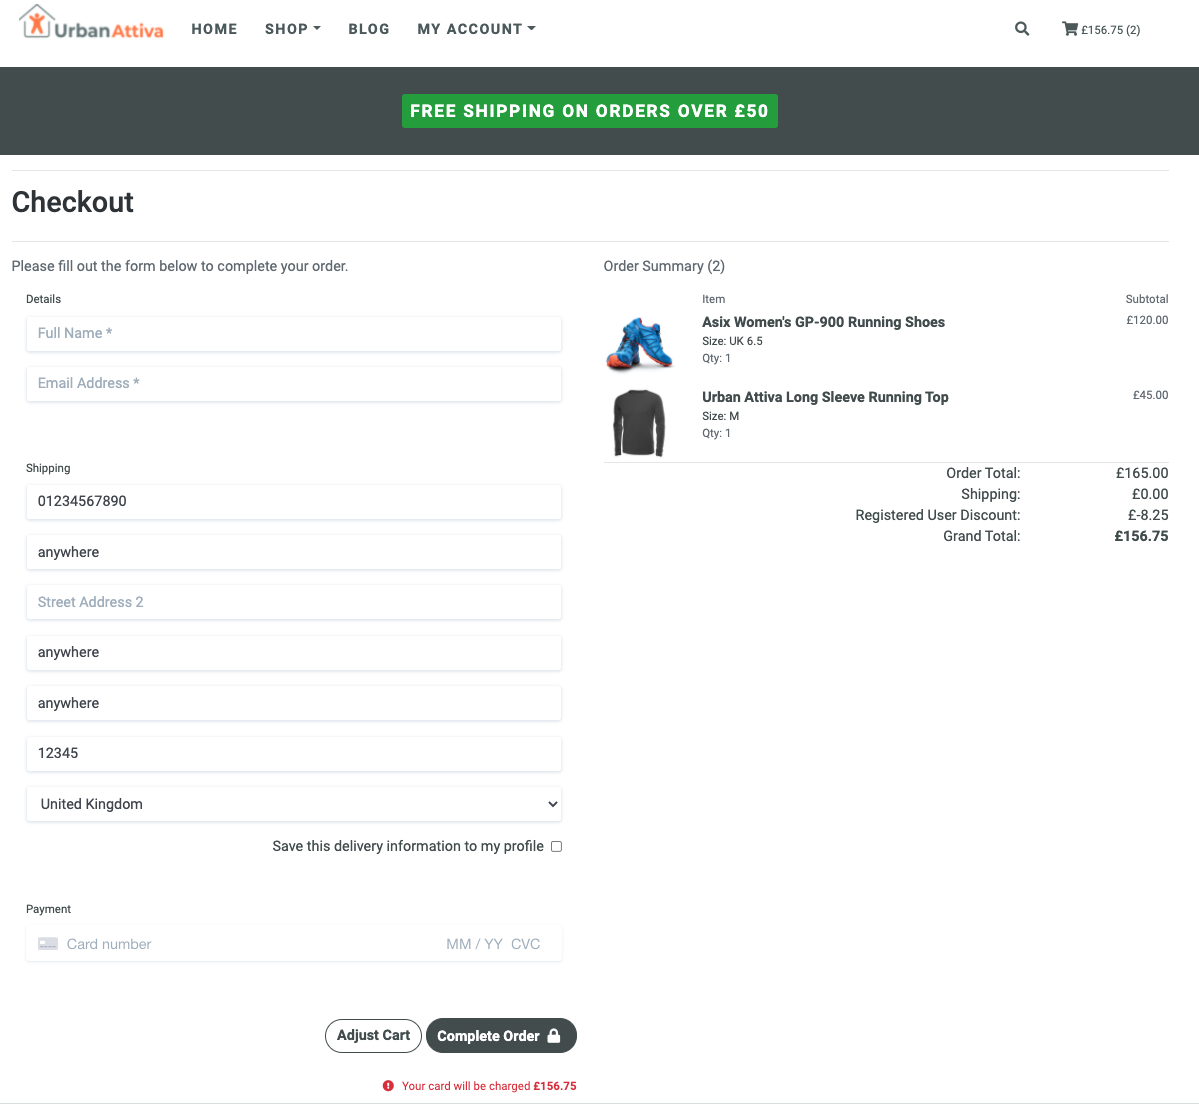 UrbanAttiva HOME SHOP BLOG MY ACCOUNT £156.75 (2)
FREE SHIPPING ON ORDERS OVER £50
Checkout
Please fill out the form below to complete your order.
Details
Full Name *
Email Address *
Shipping
01234567890
anywhere
Street Address 2
anywhere
anywhere
12345
United Kingdom
Save this delivery information to my profile
Payment
Card number MM / YY CVC
Adjust Cart Complete Order
Your card will be charged £156.75
Order Summary (2)
Item Subtotal
Asix Women's GP-900 Running Shoes £120.00
Size: UK 6.5
Qty: 1
Urban Attiva Long Sleeve Running Top £45.00
Size: M
Qty: 1
Order Total: £165.00
Shipping: £0.00
Registered User Discount: £-8.25
Grand Total: £156.75